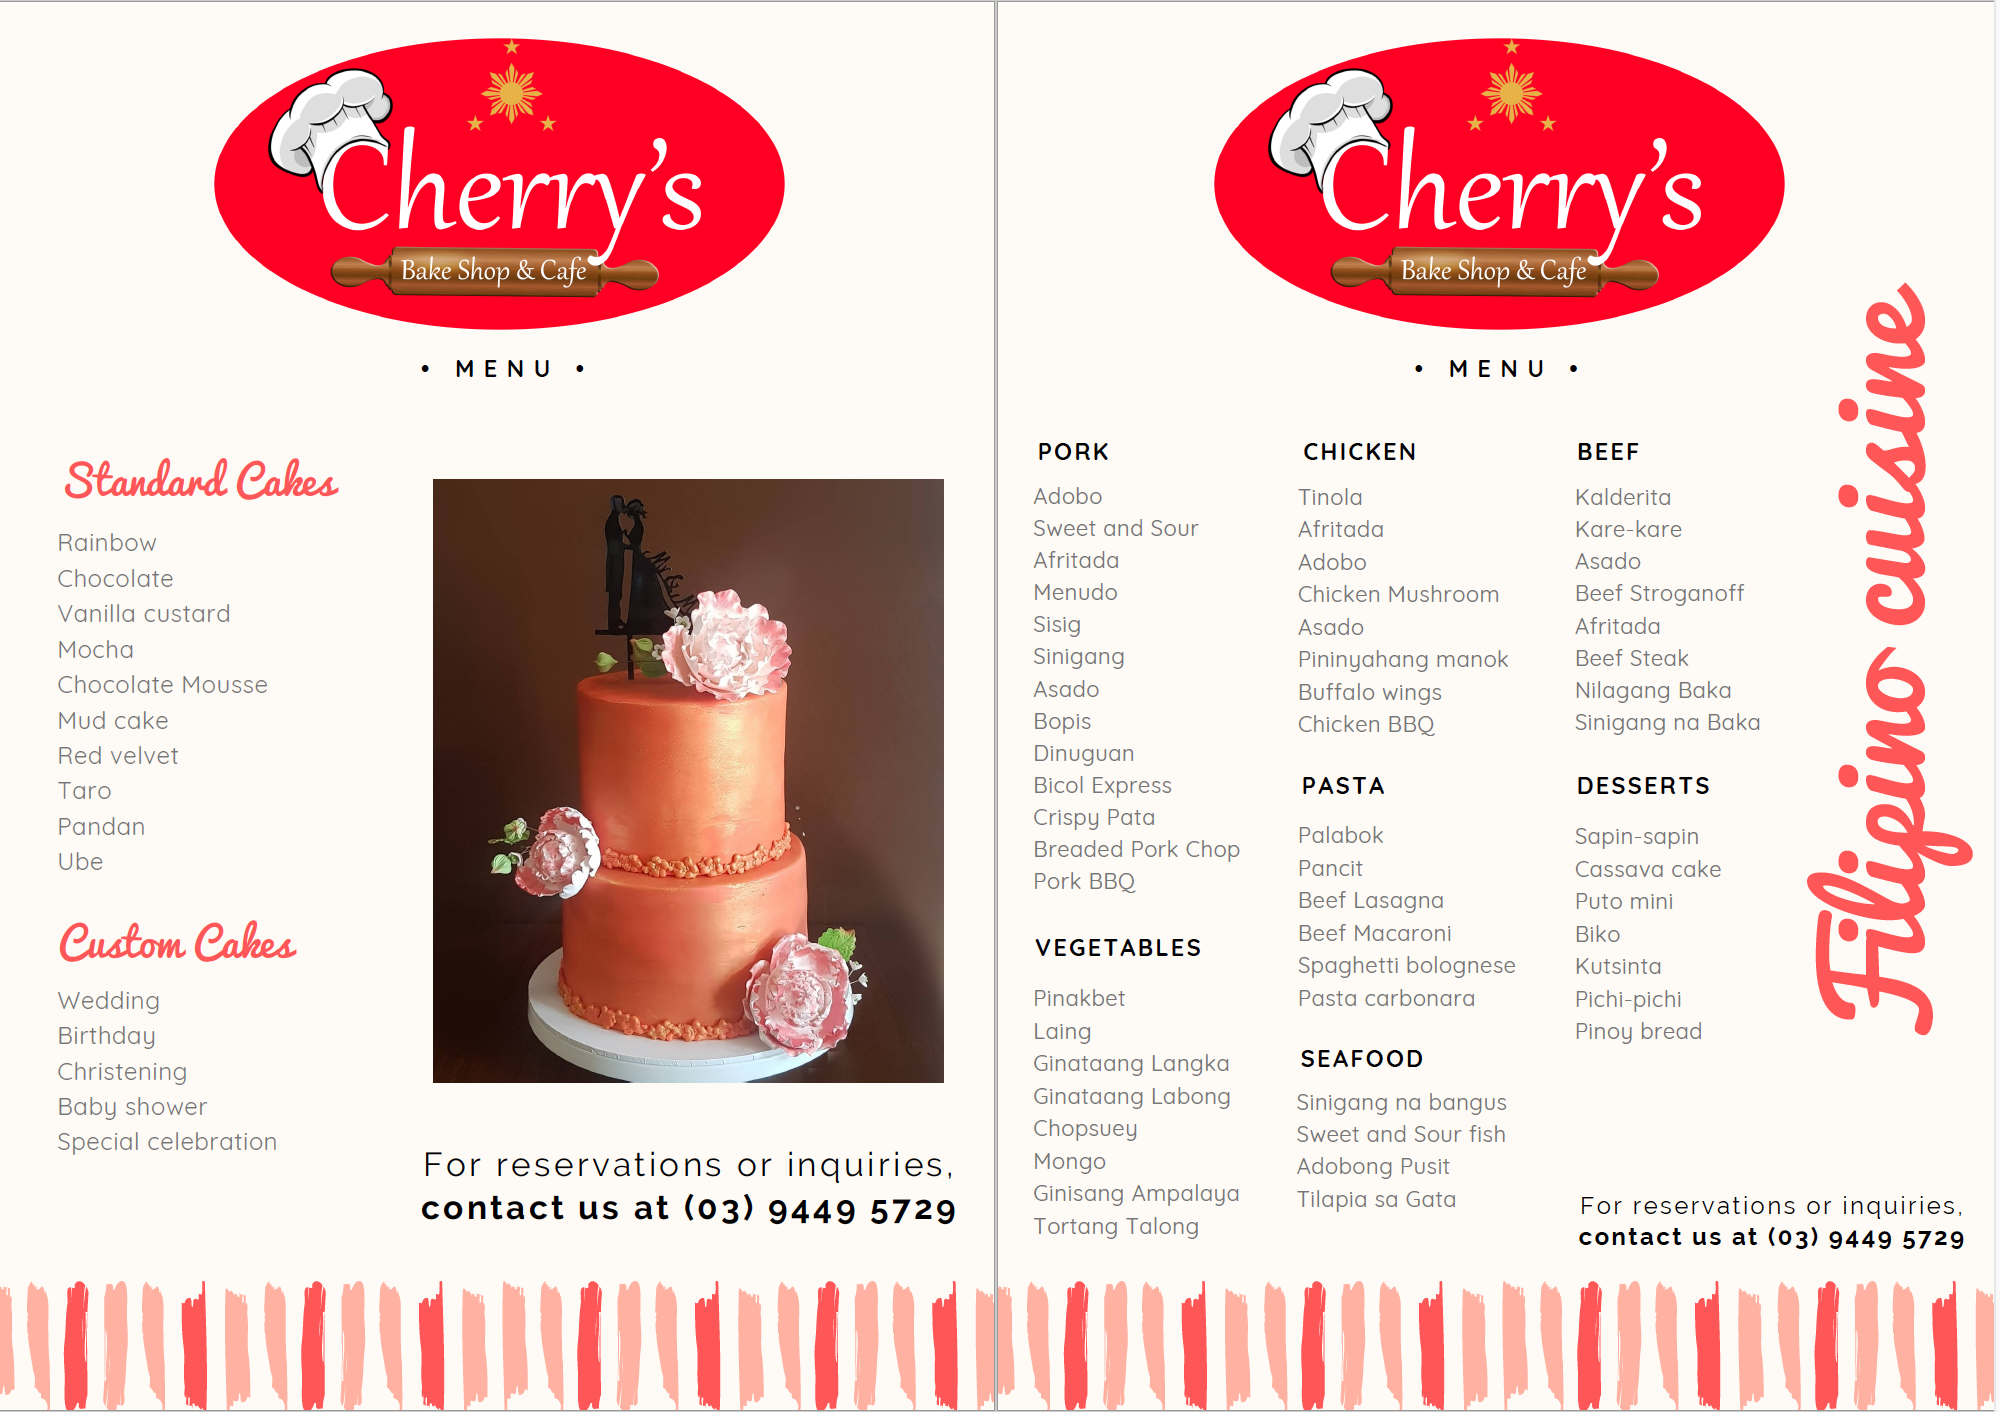 Cherry's
Bake Shop & Cafe
• MENU •
Standard Cakes
Rainbow
Chocolate
Vanilla custard
Mocha
Chocolate Mousse
Mud cake
Red velvet
Taro
Pandan
Ube
Custom Cakes
Wedding
Birthday
Christening
Baby shower
Special celebration
Mr &
For reservations or inquiries,
contact us at (03) 9449 5729
Cherry's
Bake Shop & Cafe
• MENU •
PORK
Adobo
Sweet and Sour
Afritada
Menudo
Sisig
Sinigang
Asado
Bopis
Dinuguan
Bicol Express
Crispy Pata
Breaded Pork Chop
Pork BBQ
VEGETABLES
Pinakbet
Laing
Ginataang Langka
Ginataang Labong
Chopsuey
Mongo
Ginisang Ampalaya
Tortang Talong
CHICKEN
Tinola
Afritada
Adobo
Chicken Mushroom
Asado
Pininyahang manok
Buffalo wings
Chicken BBQ
PASTA
Palabok
Pancit
Beef Lasagna
Beef Macaroni
Spaghetti bolognese
Pasta carbonara
SEAFOOD
Sinigang na bangus
Sweet and Sour fish
Adobong Pusit
Tilapia sa Gata
BEEF
Kalderita
Kare-kare
Asado
Beef Stroganoff
Afritada
Beef Steak
Nilagang Baka
Sinigang na Baka
DESSERTS
Sapin-sapin
Cassava cake
Puto mini
Biko
Kutsinta
Pichi-pichi
Pinoy bread
Filipino cuisine
For reservations or inquiries,
contact us at (03) 9449 5729